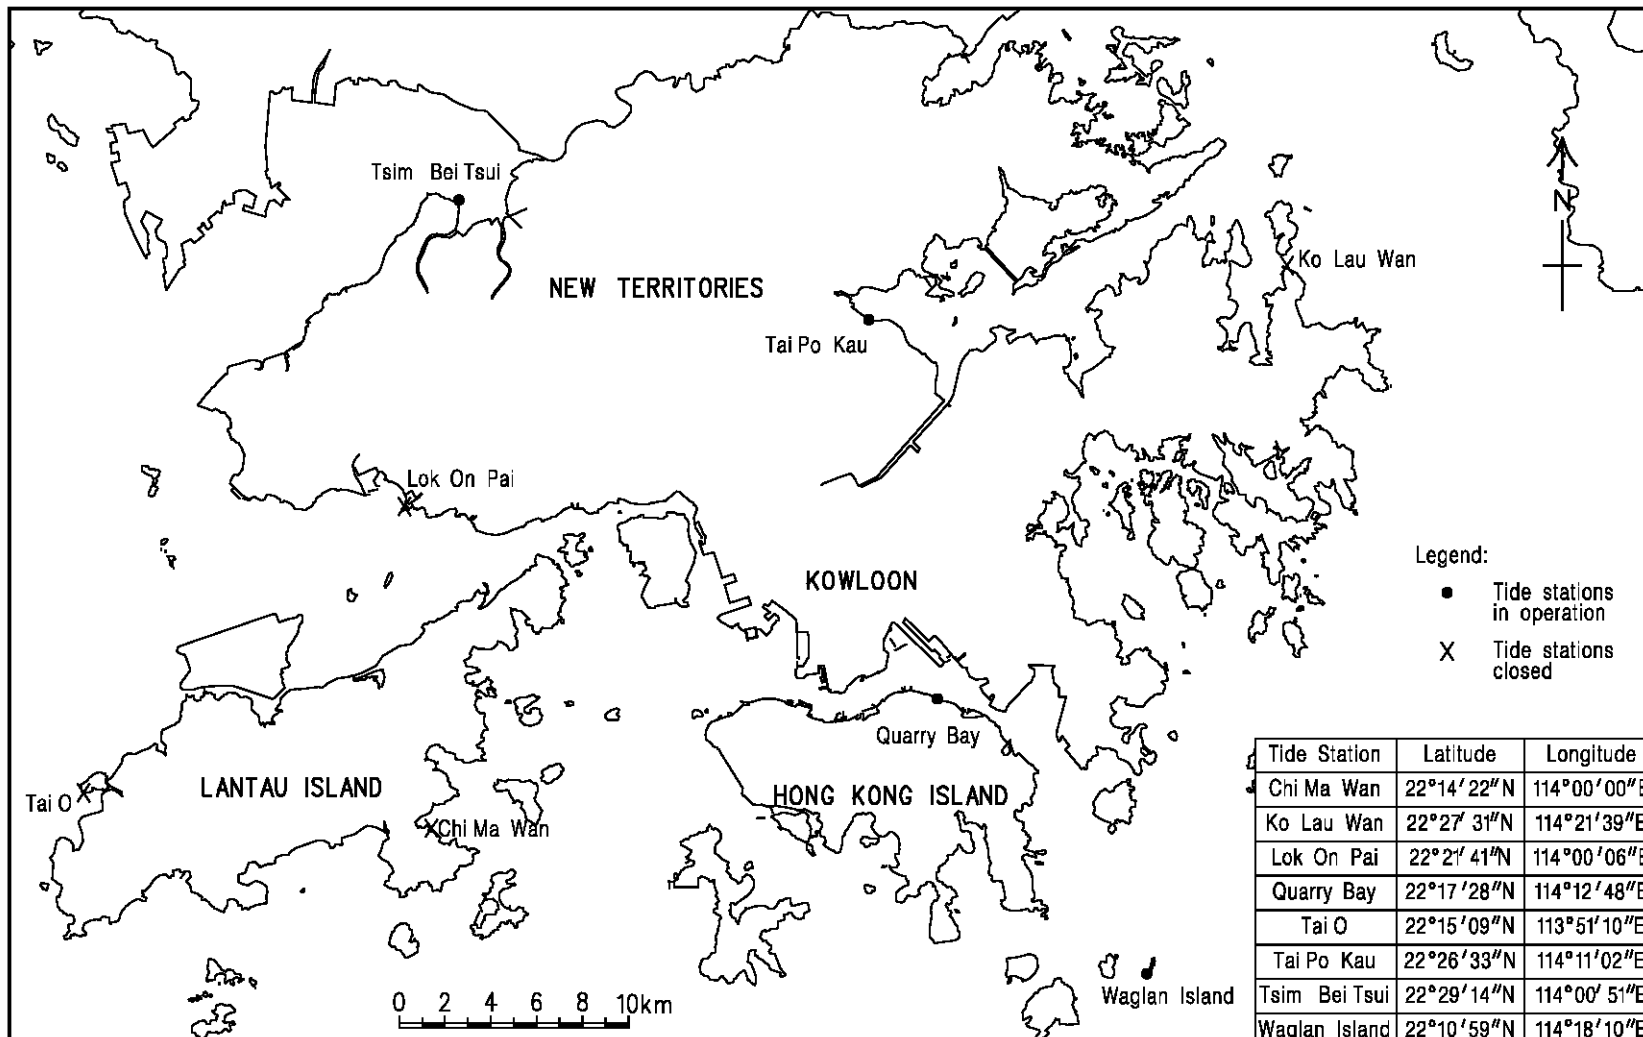 Tsim Bei Tsui
N
Ko Lau Wan
NEW TERRITORIES
Tai Po Kau
Lok On Pai
Legend:
KOWLOON
Tide stations
in operation
X Tide stations
closed
Quarry Bay
LANTAU ISLAND
HONG KONG ISLAND
Tai O
Chi Ma Wan
Waglan Island
0 2 4 6 8 10km
Tide Station Latitude Longitude
Chi Ma Wan 22°14'22"N 114°00'00"E
Ko Lau Wan 22°27'31"N 114°21'39"E
Lok On Pai 22°21'41"N 114°00'06"E
Quarry Bay 22°17'28"N 114°12'48"E
Tai O 22°15'09"N 113°51'10"E
Tai Po Kau 22°26'33"N 114°11'02"E
Tsim Bei Tsui 22°29'14"N 114°00'51"E
Waglan Island 22°10'59"N 114°18'10"E